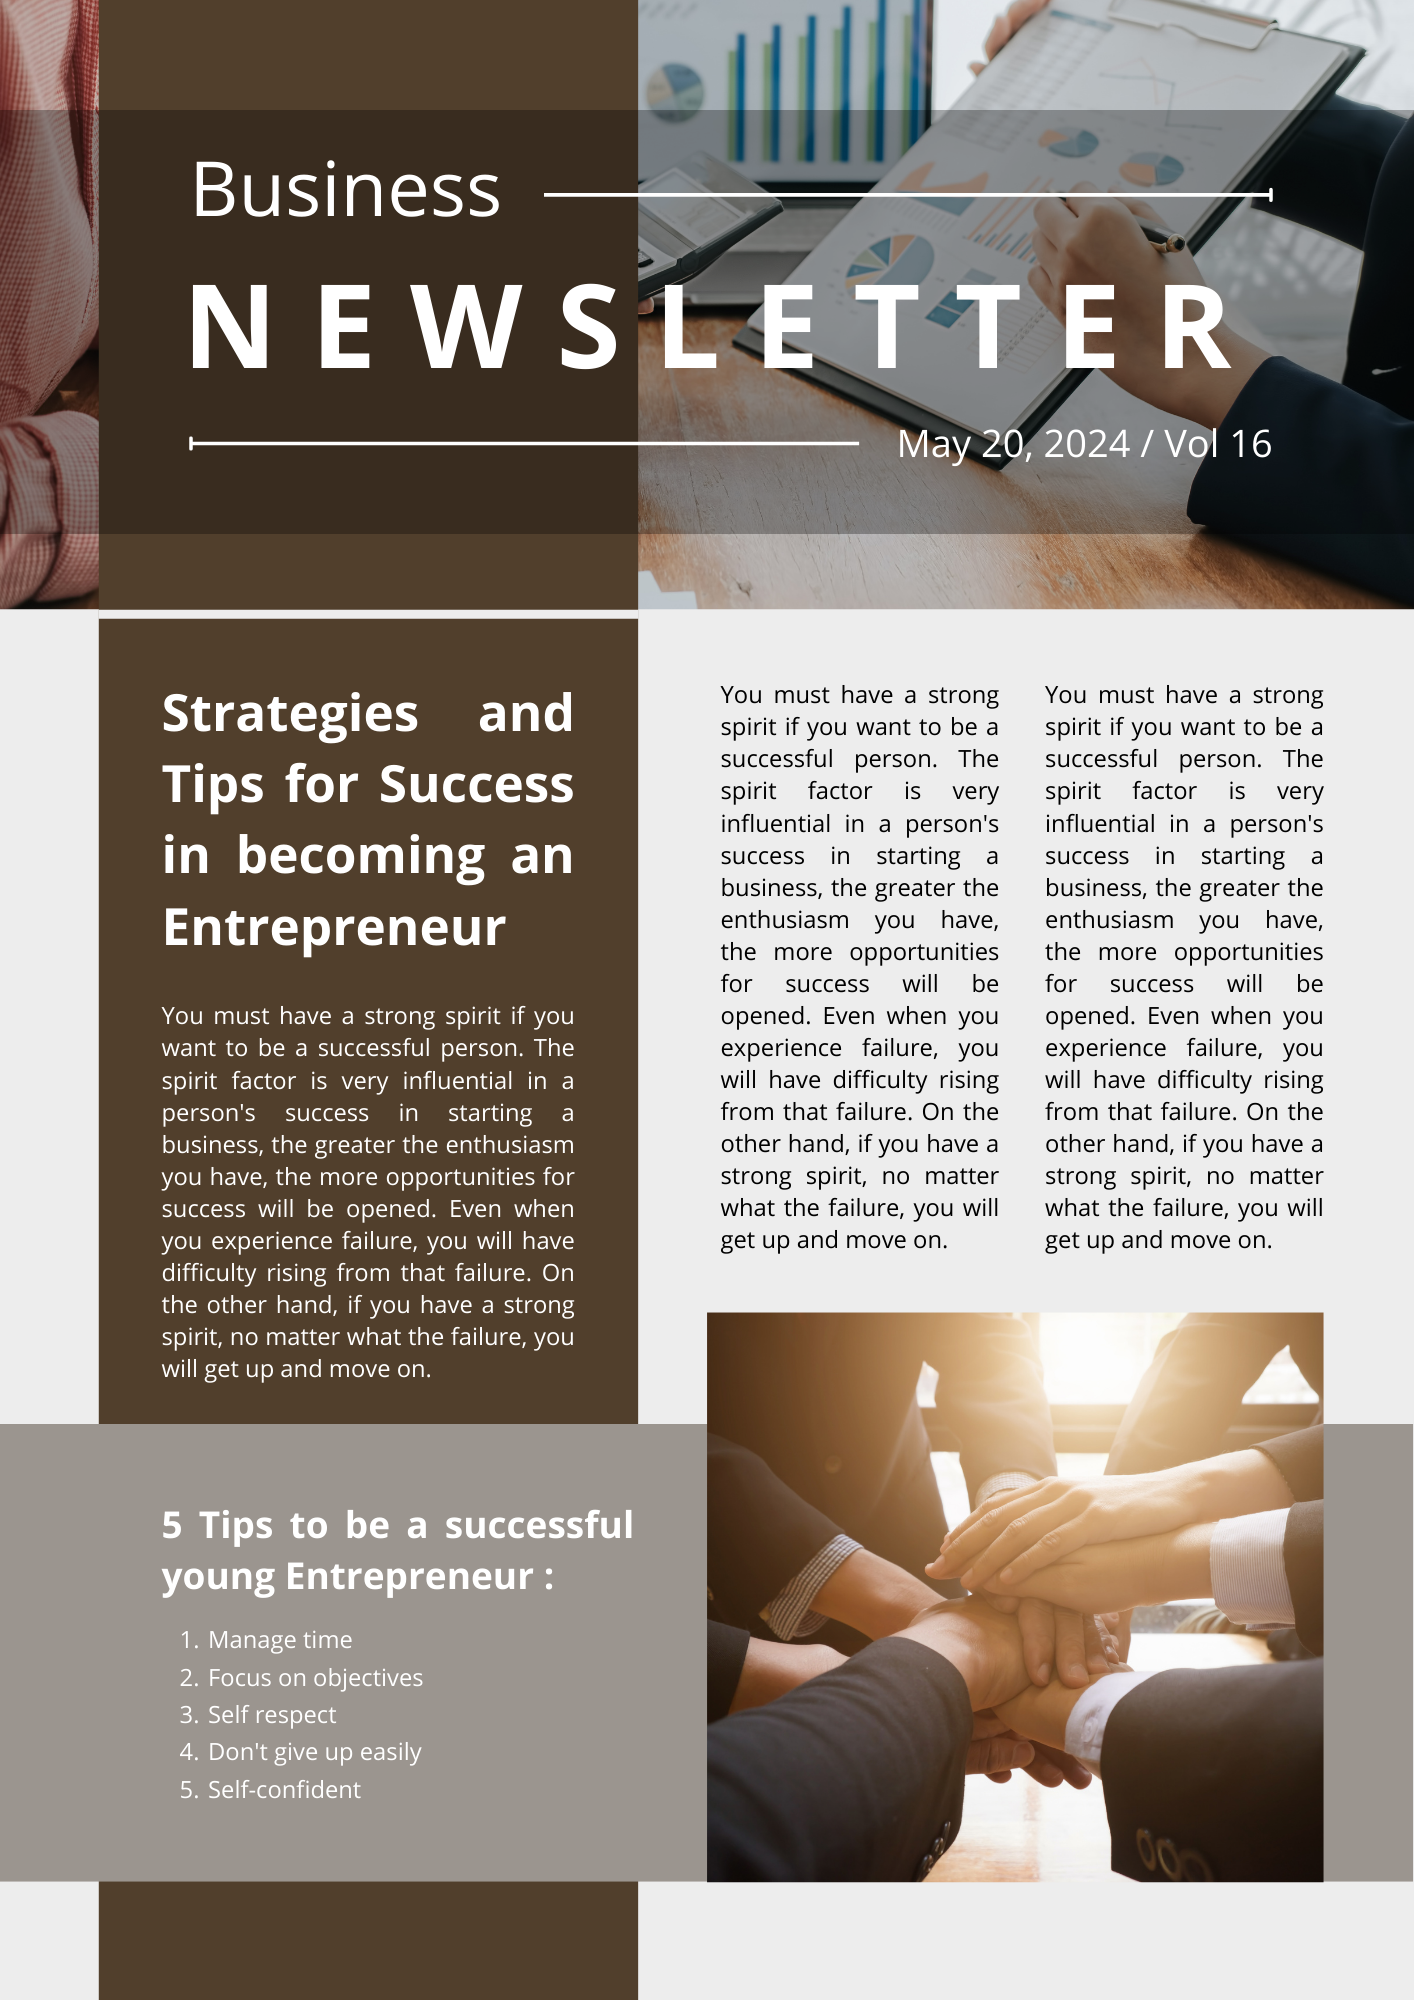 Business
NEWSLETTER
May 20, 2024 / Vol 16
Strategies and
Tips for Success
in becoming an
Entrepreneur
You must have a strong spirit if you
want to be a successful person. The
spirit factor is very influential in a
person's success in starting a
business, the greater the enthusiasm
you have, the more opportunities for
success will be opened. Even when
you experience failure, you will have
difficulty rising from that failure. On
the other hand, if you have a strong
spirit, no matter what the failure, you
will get up and move on.
You must have a strong
spirit if you want to be a
successful person. The
spirit factor is very
influential in a person's
success in starting a
business, the greater the
enthusiasm you have,
the more opportunities
for success will be
opened. Even when you
experience failure, you
will have difficulty rising
from that failure. On the
other hand, if you have a
strong spirit, no matter
what the failure, you will
get up and move on.
You must have a strong
spirit if you want to be a
successful person. The
spirit factor is very
influential in a person's
success in starting a
business, the greater the
enthusiasm you have,
the more opportunities
for success will be
opened. Even when you
experience failure, you
will have difficulty rising
from that failure. On the
other hand, if you have a
strong spirit, no matter
what the failure, you will
get up and move on.
5 Tips to be a successful
young Entrepreneur :
1. Manage time
2. Focus on objectives
3. Self respect
4. Don't give up easily
5. Self-confident